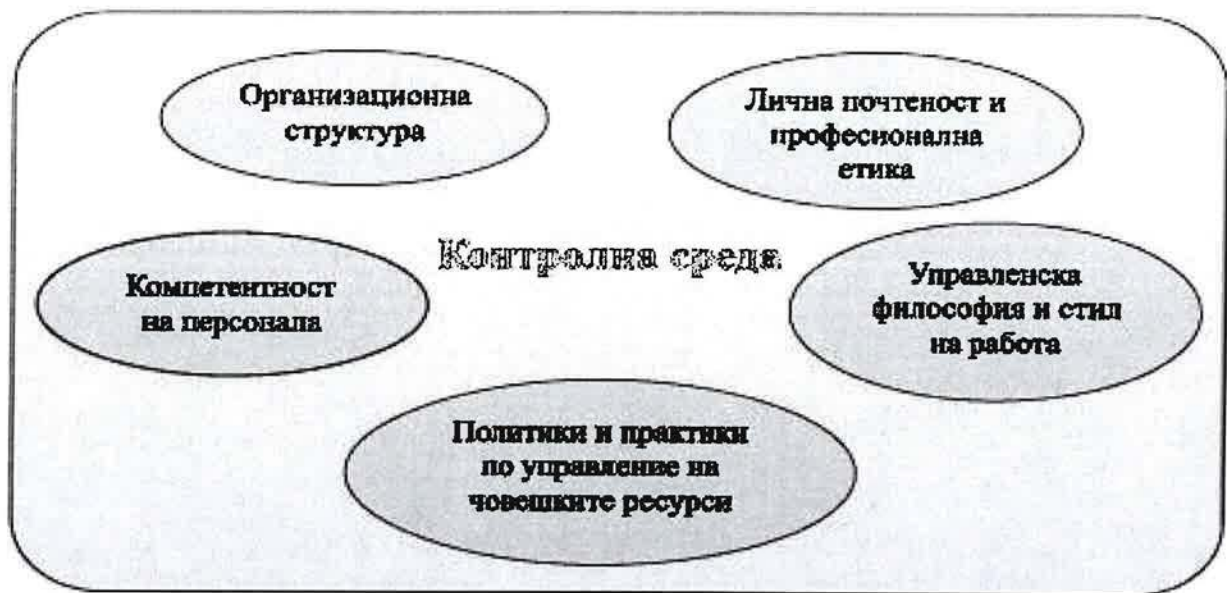 Организационна
структура
Лична почтеност и
професионална
етика
Контролна среда
Компетентност
на персонала
Управленска
философия и стил
на работа
Политики и практики
по управление на
човешките ресурси